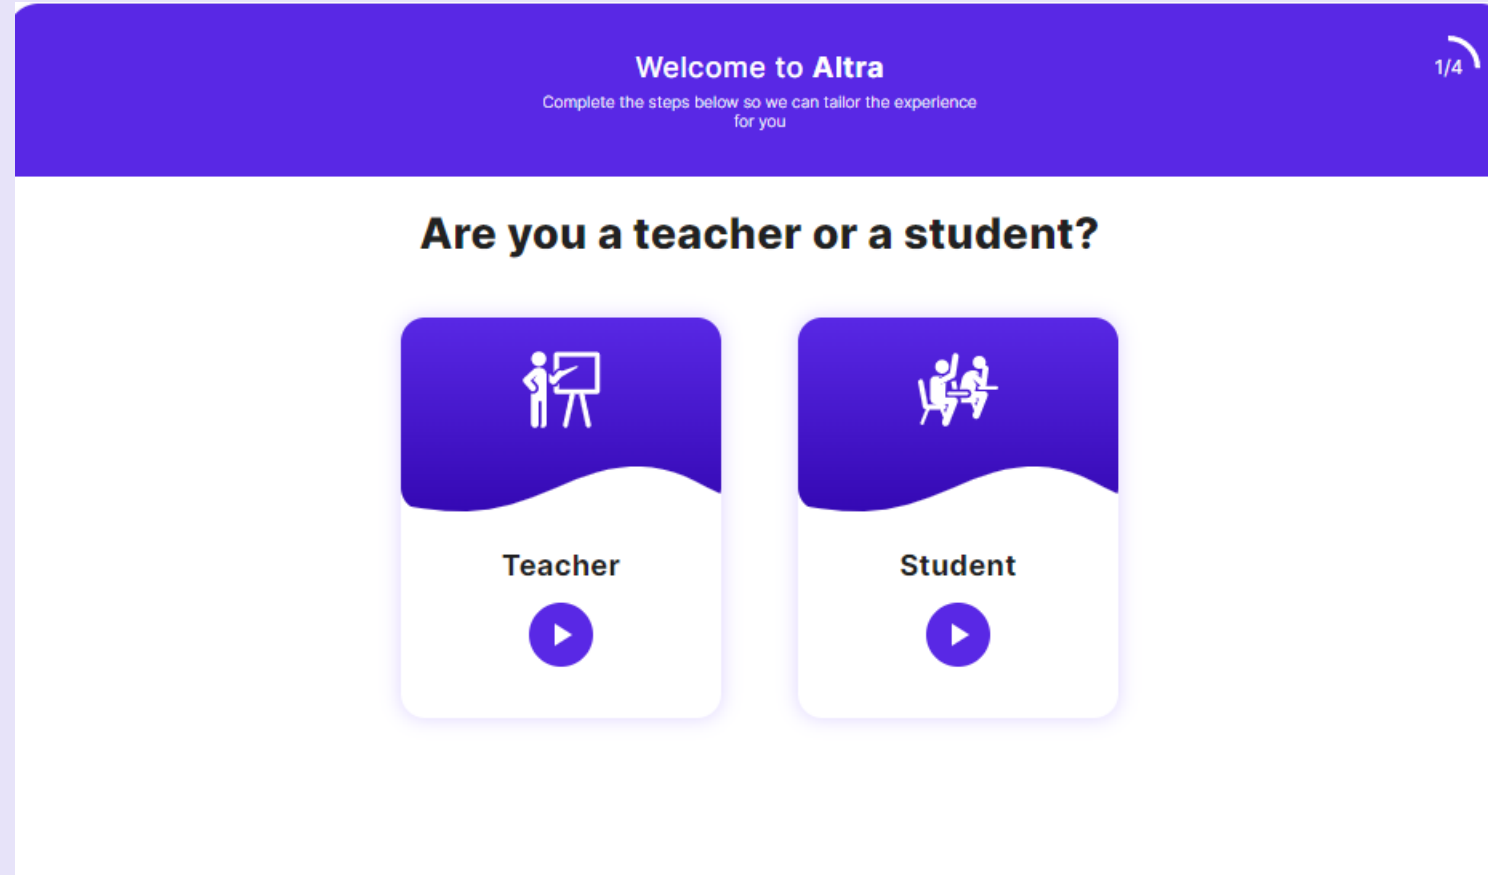 Welcome to Altra
Complete the steps below so we can tailor the experience
for you
1/4
Are you a teacher or a student?
Teacher
Student